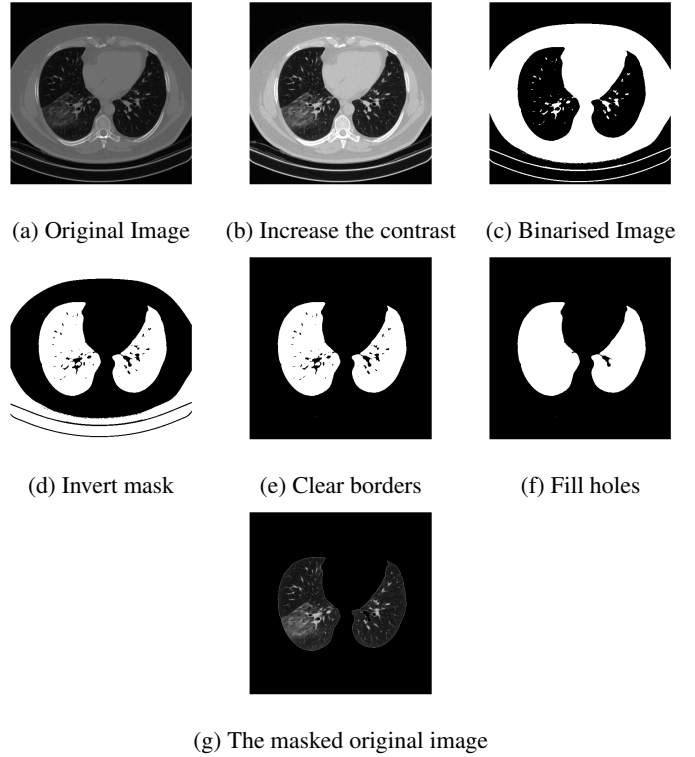 (a) Original Image
(b) Increase the contrast
(c) Binarised Image
(d) Invert mask
(e) Clear borders
(f) Fill holes
(g) The masked original image